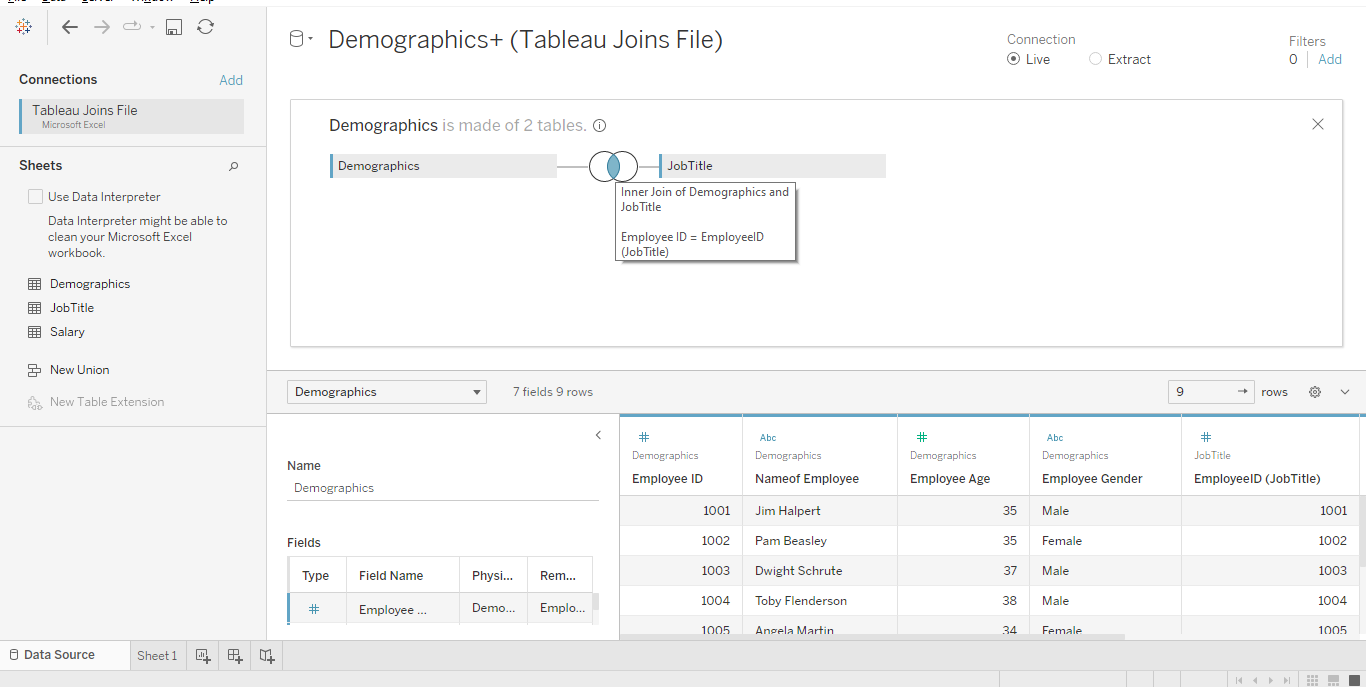 File Data Server Window Help
Demographics+ (Tableau Joins File)
Connection
Live
Extract
Filters
0
Add
Connections
Add
Tableau Joins File
Microsoft Excel
Sheets
Use Data Interpreter
Data Interpreter might be able to
clean your Microsoft Excel
workbook.
Demographics
JobTitle
Salary
New Union
New Table Extension
Demographics is made of 2 tables.
Demographics
JobTitle
Inner Join of Demographics and
JobTitle
Employee ID = EmployeeID
(JobTitle)
Demographics
7 fields 9 rows
9
rows
Name
Demographics
Fields
Type Field Name Physi... Rem...
Employee ... Demo... Emplo...
# Abc # Abc #
Demographics Demographics Demographics Demographics JobTitle
Employee ID Nameof Employee Employee Age Employee Gender EmployeeID (JobTitle)
1001 Jim Halpert 35 Male 1001
1002 Pam Beasley 35 Female 1002
1003 Dwight Schrute 37 Male 1003
1004 Toby Flenderson 38 Male 1004
1005 Angela Martin 34 Female 1005
Data Source
Sheet 1